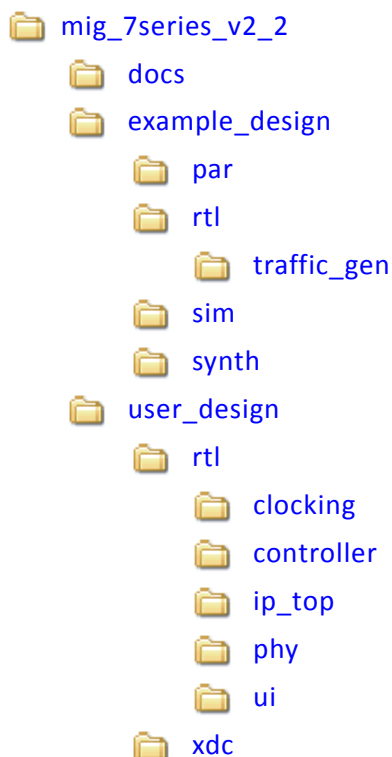 mig_7series_v2_2
docs
example_design
par
rtl
traffic_gen
sim
synth
user_design
rtl
clocking
controller
ip_top
phy
ui
xdc